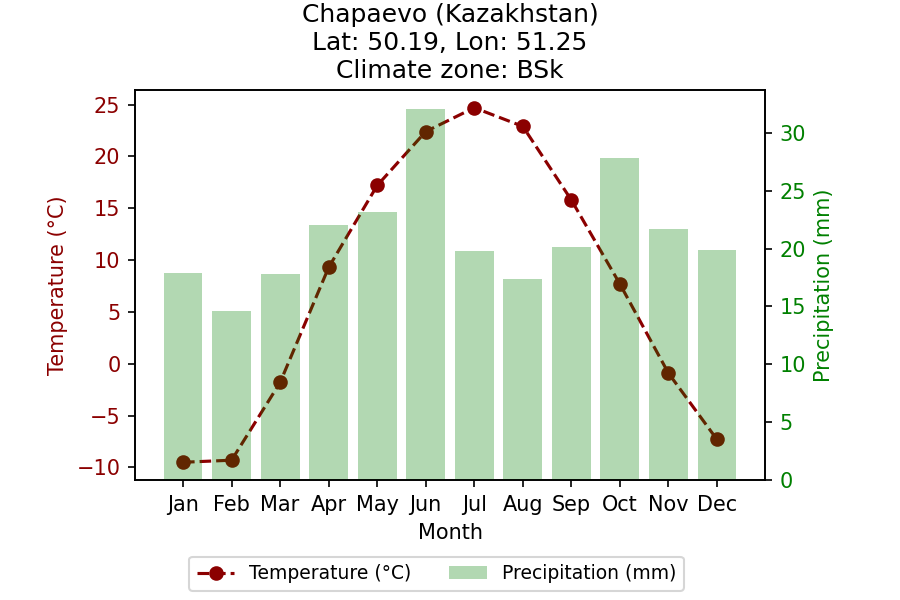 Chapaevo (Kazakhstan)
Lat: 50.19, Lon: 51.25
Climate zone: BSk
Temperature (°C)
25
20
15
10
5
0
−5
−10
30
25
20
15
10
5
0
Precipitation (mm)
Jan Feb Mar Apr May Jun Jul Aug Sep Oct Nov Dec
Month
Temperature (°C) Precipitation (mm)